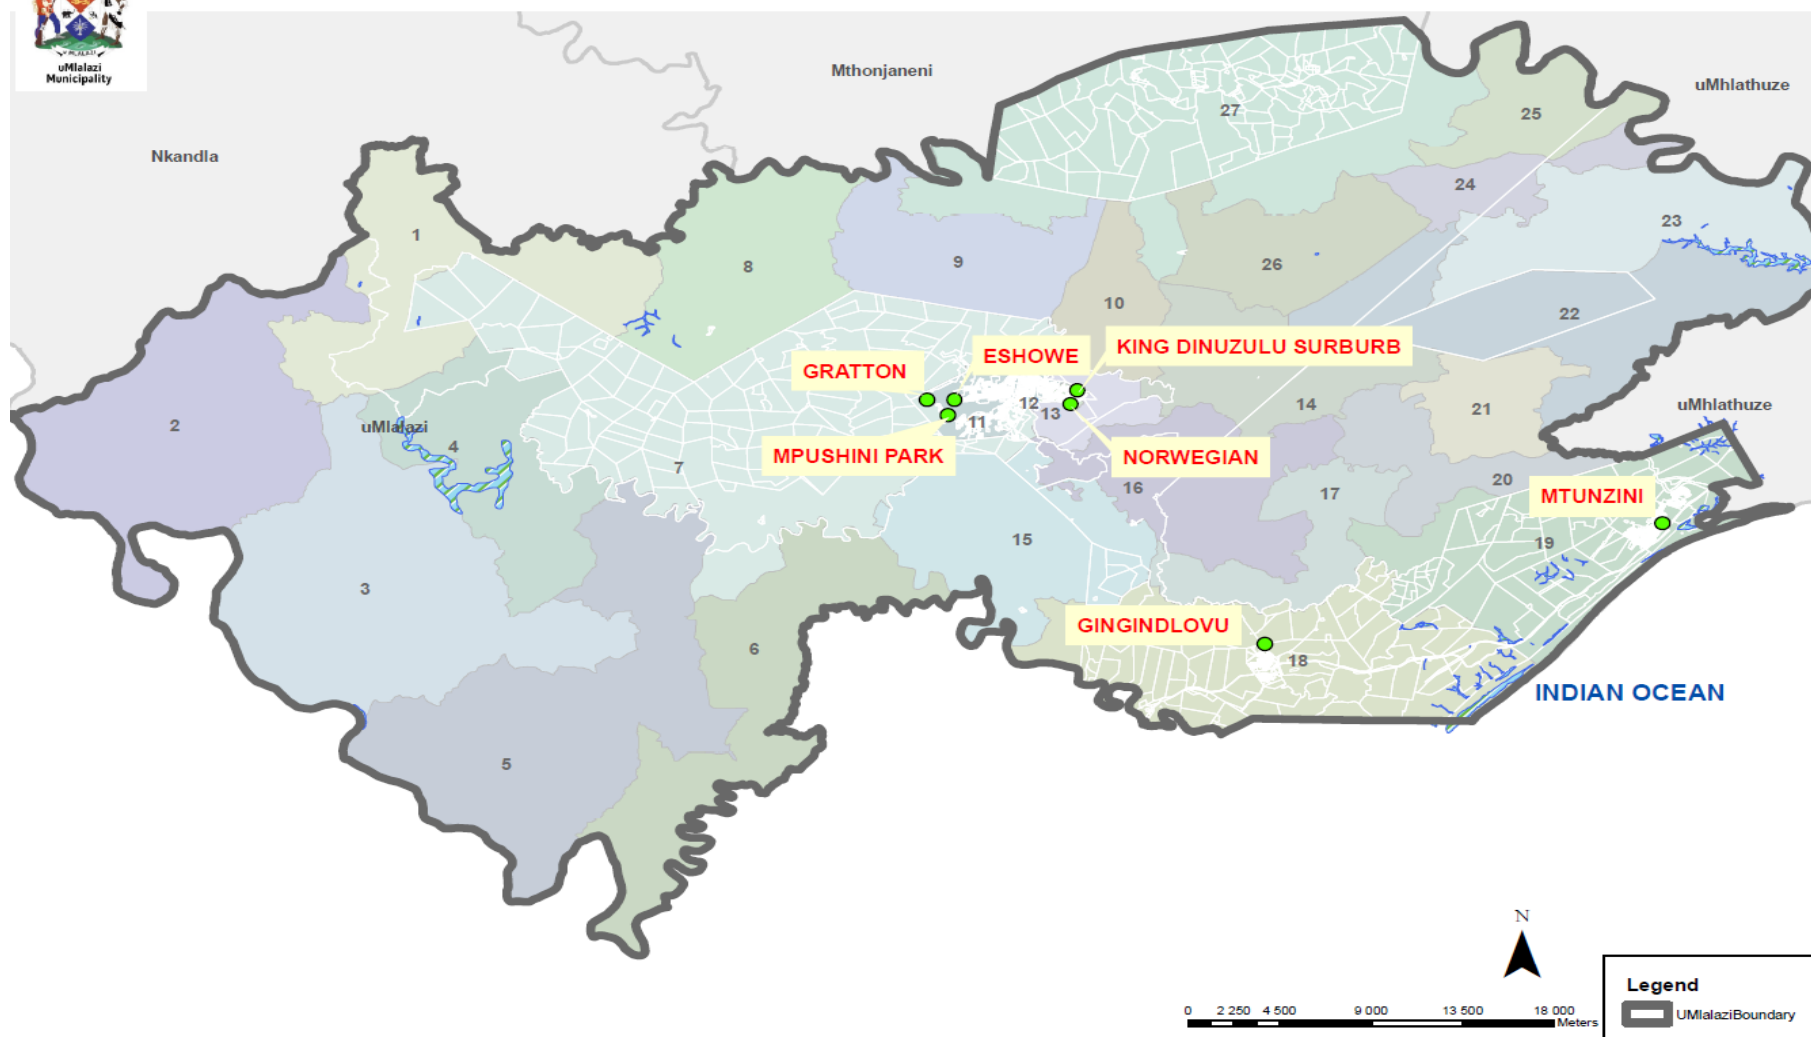 uMlalazi
Municipality
Mthonjaneni
uMhlathuze
27
25
Nkandla
24
23
1
8
9
26
10
22
KING DINUZULU SURBURB
ESHOWE
GRATTON
12
13
14
21
uMhlathuze
2
uMlalazi
4
11
7
MPUSHINI PARK
NORWEGIAN
16
17
20
MTUNZINI
15
19
3
GINGINDLOVU
6
18
INDIAN OCEAN
5
N
Legend
UMlalaziBoundary
0 2 250 4 500 9 000 13 500 18 000
Meters